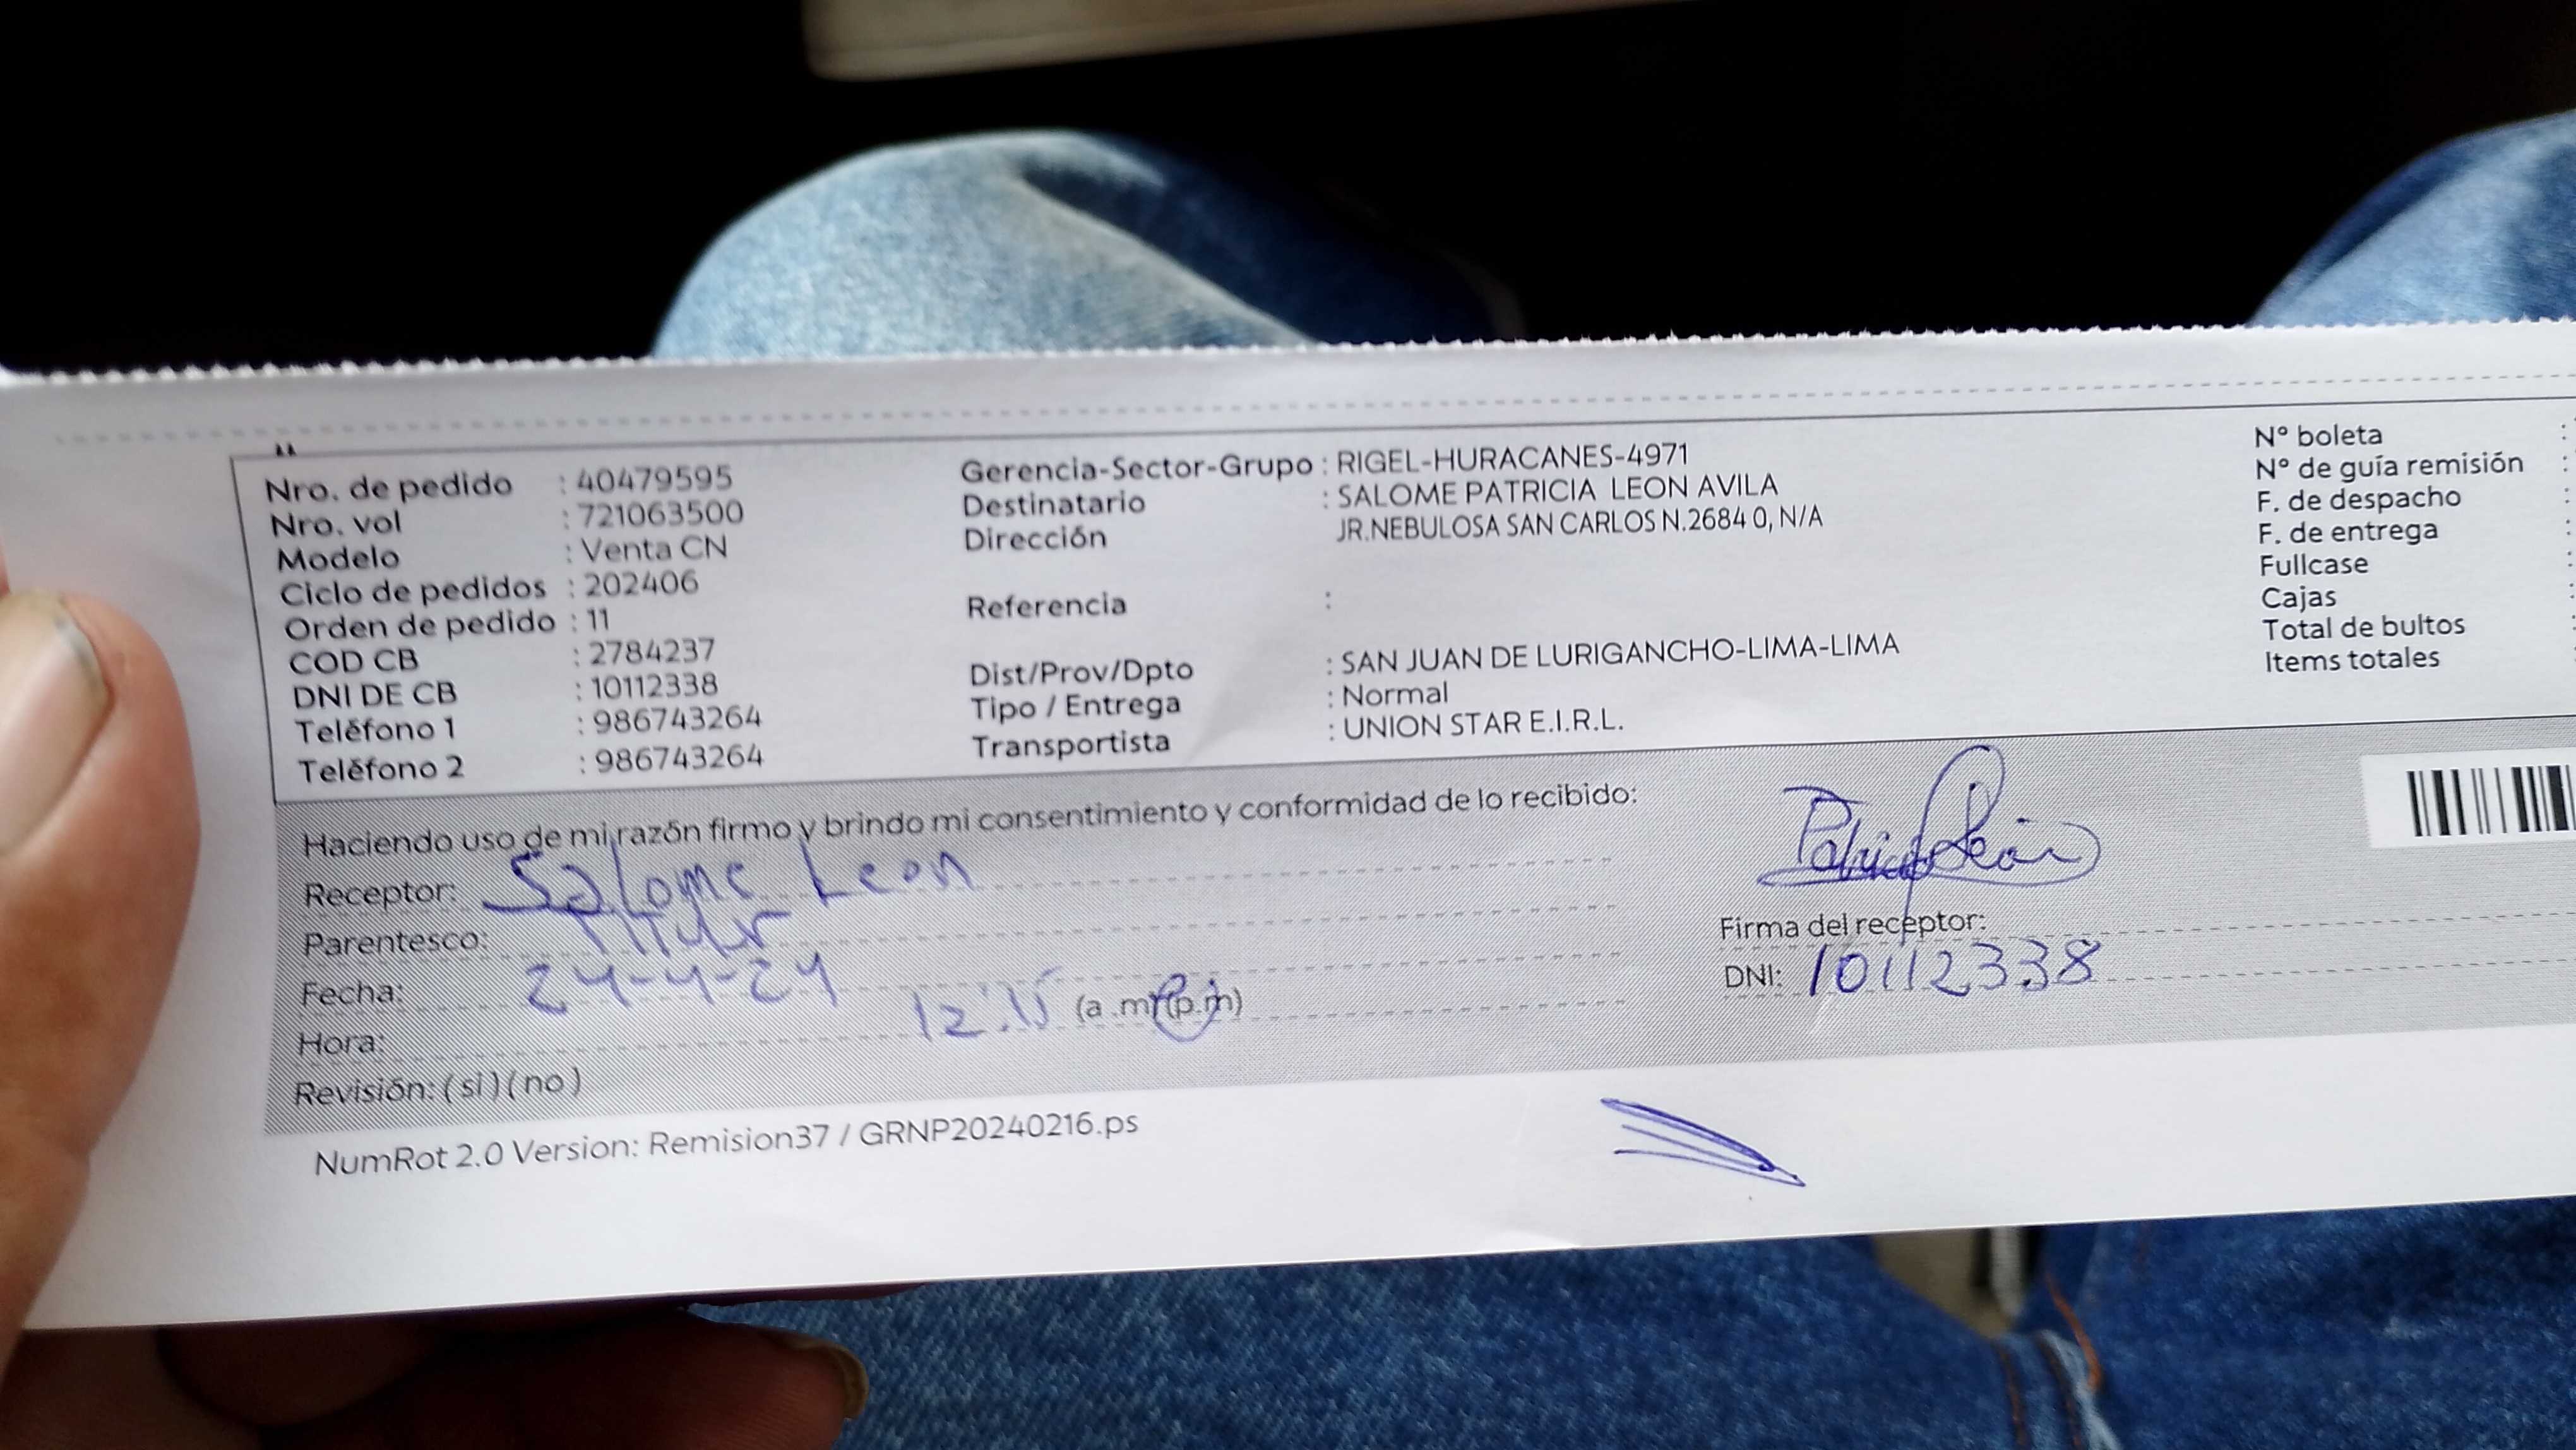 Nro. de pedido : 40479595
Nro. vol : 721063500
Modelo : Venta CN
Ciclo de pedidos : 202406
Orden de pedido : 11
COD CB : 2784237
DNI DE CB : 10112338
Teléfono 1 : 986743264
Teléfono 2 : 986743264
Gerencia-Sector-Grupo : RIGEL-HURACANES-4971
Destinatario : SALOME PATRICIA LEON AVILA
Dirección JR.NEBULOSA SAN CARLOS N.2684 0, N/A
Referencia :
Dist/Prov/Dpto : SAN JUAN DE LURIGANCHO-LIMA-LIMA
Tipo / Entrega : Normal
Transportista : UNION STAR E.I.R.L.
N° boleta :
N° de guía remisión :
F. de despacho :
F. de entrega :
Fullcase :
Cajas :
Total de bultos :
Items totales :
Haciendo uso de mi razón firmo y brindo mi consentimiento y conformidad de lo recibido:
Receptor: Salome Leon
Parentesco: Titular
Fecha: 24-4-24
Hora: 12:15 (a .m) (p.m)
Revisión: ( si ) ( no )
Patricia León
Firma del receptor:
DNI: 10112338
NumRot 2.0 Version: Remision37 / GRNP20240216.ps